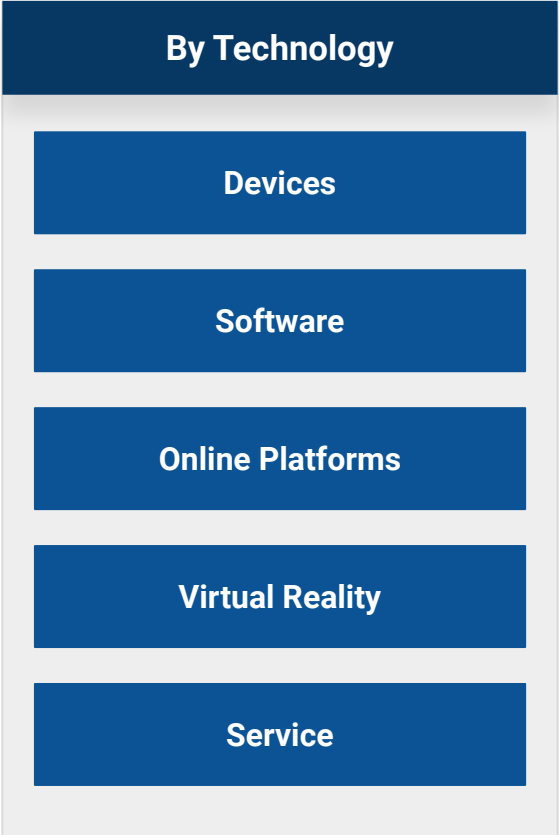 By Technology
Devices
Software
Online Platforms
Virtual Reality
Service